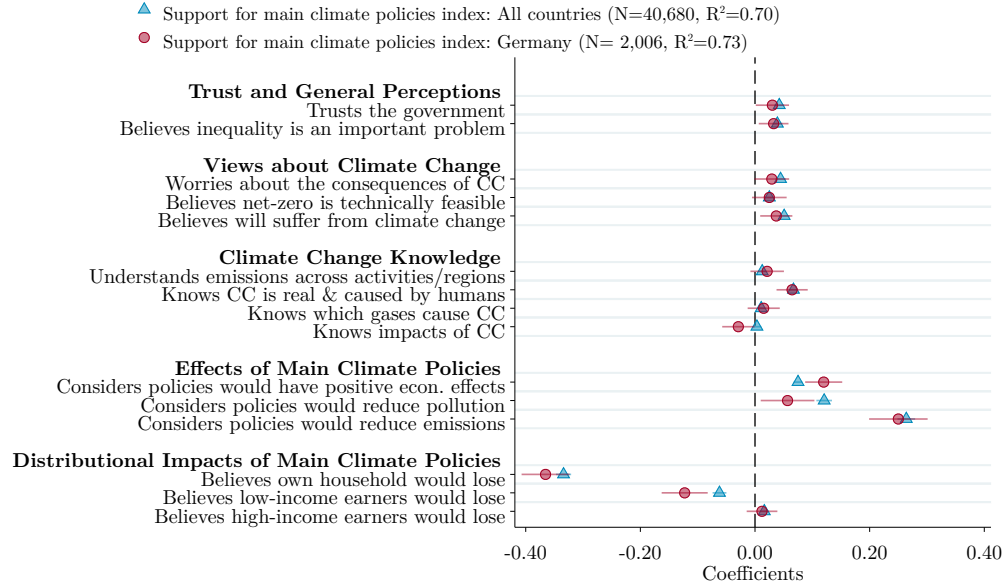 Support for main climate policies index: All countries (N=40,680, R²=0.70)
Support for main climate policies index: Germany (N= 2,006, R²=0.73)
Trust and General Perceptions
Trusts the government
Believes inequality is an important problem
Views about Climate Change
Worries about the consequences of CC
Believes net-zero is technically feasible
Believes will suffer from climate change
Climate Change Knowledge
Understands emissions across activities/regions
Knows CC is real & caused by humans
Knows which gases cause CC
Knows impacts of CC
Effects of Main Climate Policies
Considers policies would have positive econ. effects
Considers policies would reduce pollution
Considers policies would reduce emissions
Distributional Impacts of Main Climate Policies
Believes own household would lose
Believes low-income earners would lose
Believes high-income earners would lose
-0.40 -0.20 0.00 0.20 0.40
Coefficients